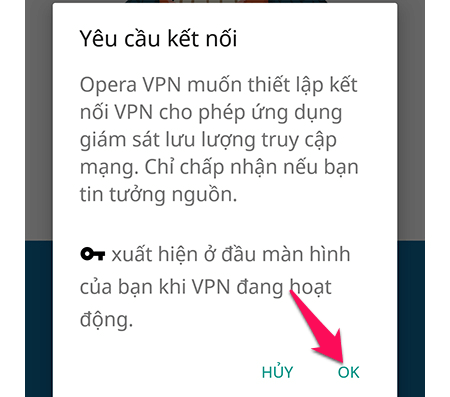 Yêu cầu kết nối
Opera VPN muốn thiết lập kết
nối VPN cho phép ứng dụng
giám sát lưu lượng truy cập
mạng. Chỉ chấp nhận nếu bạn
tin tưởng nguồn.
xuất hiện ở đầu màn hình
của bạn khi VPN đang hoạt
động.
HỦY OK